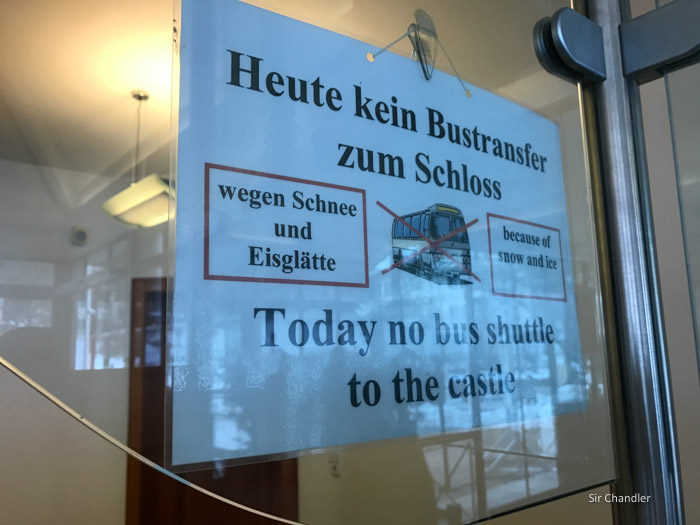 Heute kein Bustransfer
zum Schloss
wegen Schnee
und
Eisglätte
because of
snow and ice
Today no bus shuttle
to the castle
Sir Chandler